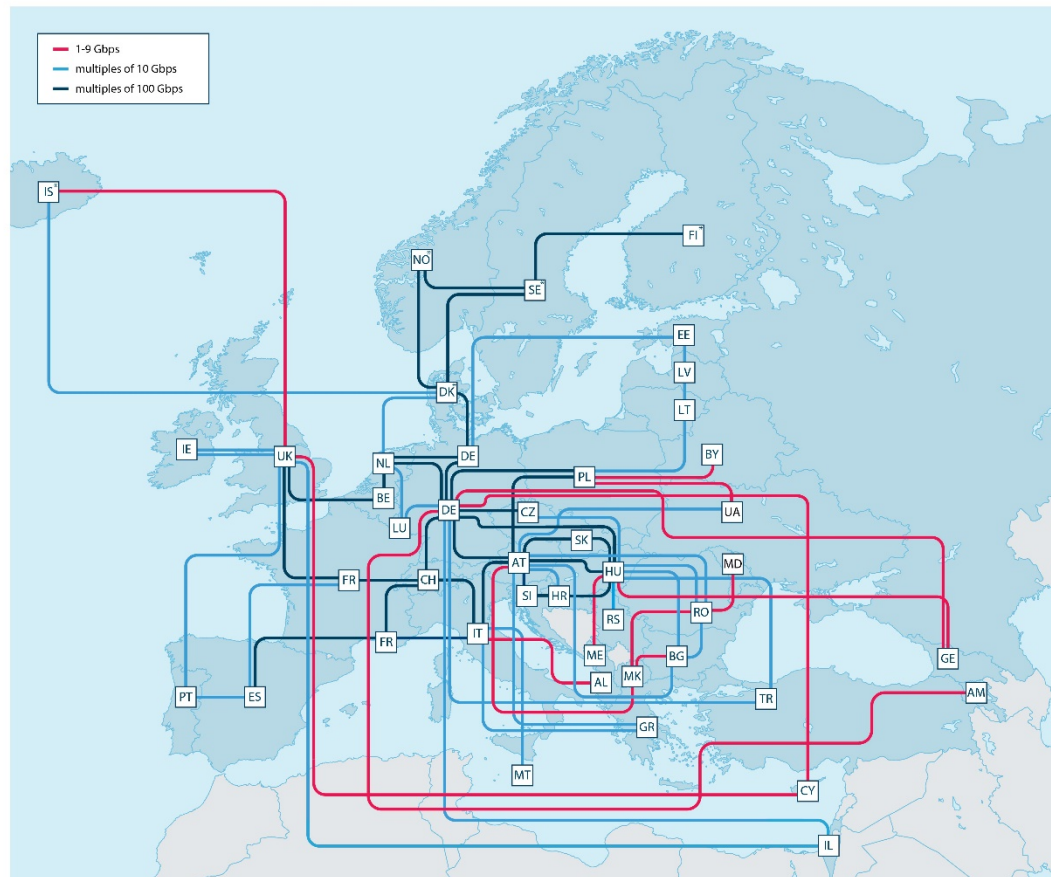 1-9 Gbps
multiples of 10 Gbps
multiples of 100 Gbps
IS
FI
NO
SE
EE
LV
DK
LT
IE
UK
NL
DE
BY
PL
BE
DE
CZ
UA
LU
AT
SK
MD
FR
CH
HU
SI
HR
RO
RS
IT
FR
ME
BG
GE
MK
AL
PT
ES
AM
TR
GR
MT
CY
IL